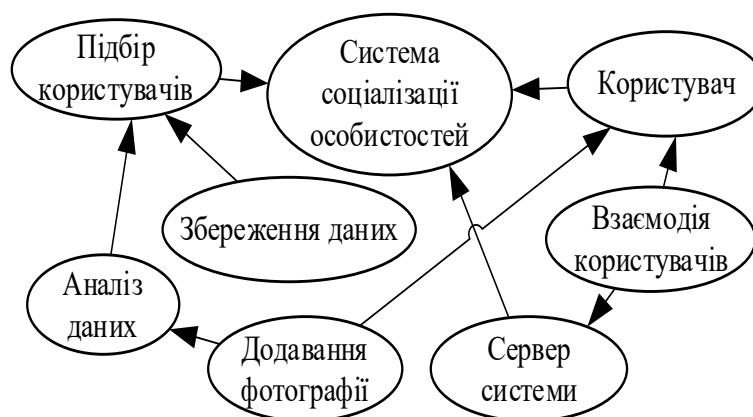 Підбір
користувачів
Система
соціалізації
особистостей
Користувач
Збереження даних
Взаємодія
користувачів
Аналіз
даних
Додавання
фотографії
Сервер
системи